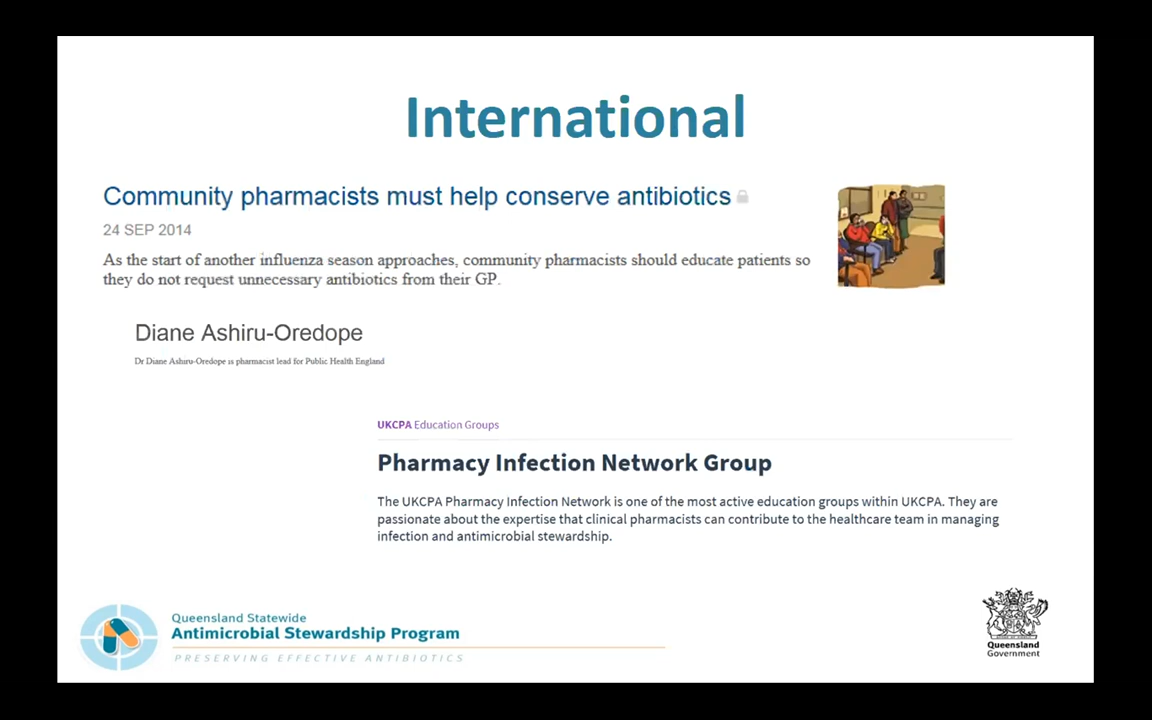 International
Community pharmacists must help conserve antibiotics
24 SEP 2014
As the start of another influenza season approaches, community pharmacists should educate patients so
they do not request unnecessary antibiotics from their GP.
Diane Ashiru-Oredope
Dr Diane Ashiru-Oredope is pharmacist lead for Public Health England
UKCPA Education Groups
Pharmacy Infection Network Group
The UKCPA Pharmacy Infection Network is one of the most active education groups within UKCPA. They are
passionate about the expertise that clinical pharmacists can contribute to the healthcare team in managing
infection and antimicrobial stewardship.
Queensland Statewide
Antimicrobial Stewardship Program
PRESERVING EFFECTIVE ANTIBIOTICS
Queensland
Government